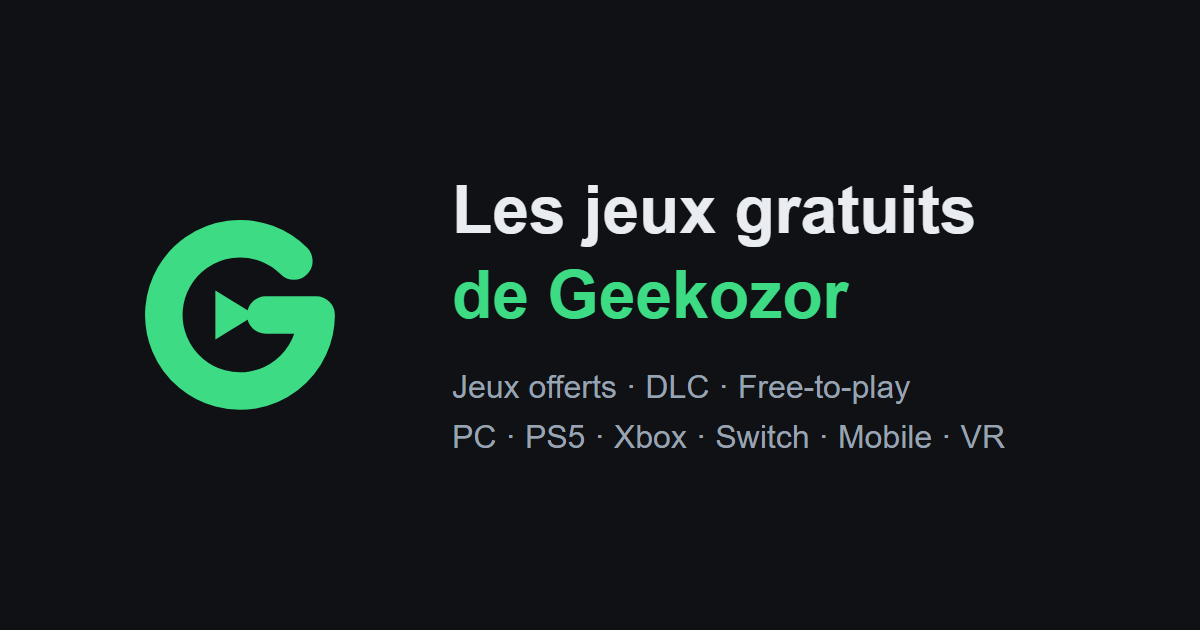 Les jeux gratuits
de Geekozor
Jeux offerts · DLC · Free-to-play
PC · PS5 · Xbox · Switch · Mobile · VR